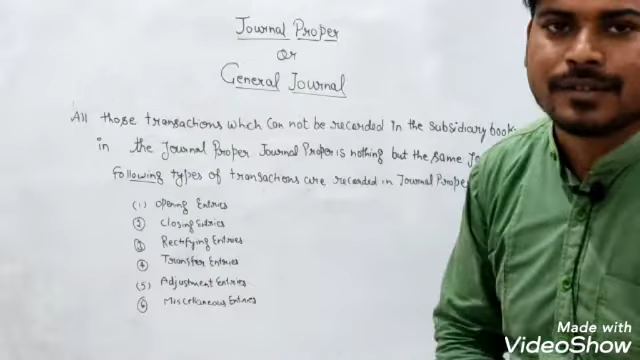 Journal Proper
or
General Journal
All those transactions which can not be recorded in the subsidiary book
in the Journal Proper Journal Proper is nothing but the same
Following types of transactions are recorded in Journal Proper
(1) Opening Entries
(2) Closing Entries
(3) Rectifying Entries
(4) Transfer Entries
(5) Adjustment Entries
(6) Miscellaneous Entries
Made with
VideoShow